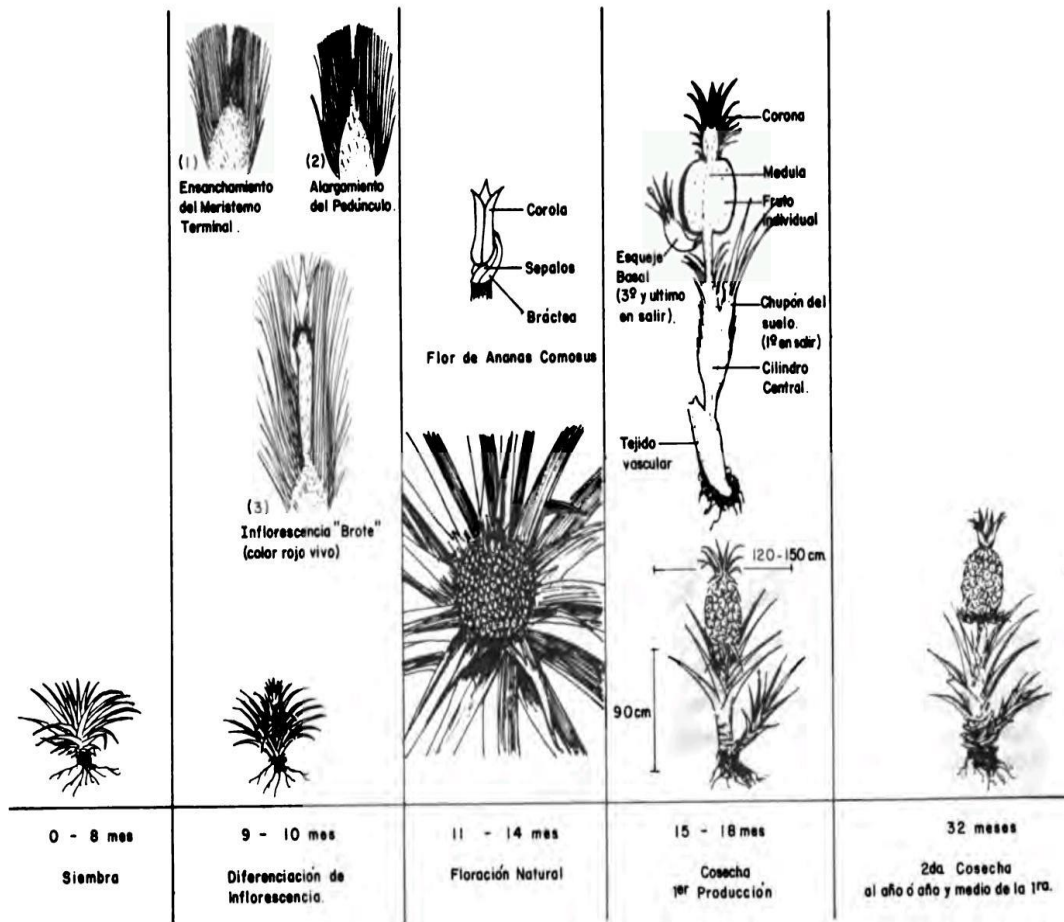 (1)
Ensanchamiento
del Meristemo
Terminal.
(2)
Alargamiento
del Pedúnculo.
(3)
Inflorescencia "Brote"
(color rojo vivo)
Corola
Sepalos
Bráctea
Flor de Ananas Comosus
Corona
Medula
Fruto
Individual
Esqueje
Basal
(3º y ultimo
en salir).
Chupón del
suelo.
(1º en salir)
Cilindro
Central.
Tejido
vascular
120-150 cm.
90cm
0 - 8 mes
Siembra
9 - 10 mes
Diferenciación de
Inflorescencia.
11 - 14 mes
Floración Natural
15 - 18 mes
Cosecha
1er Producción
32 meses
2da. Cosecha
al año ó año y medio de la 1ra.